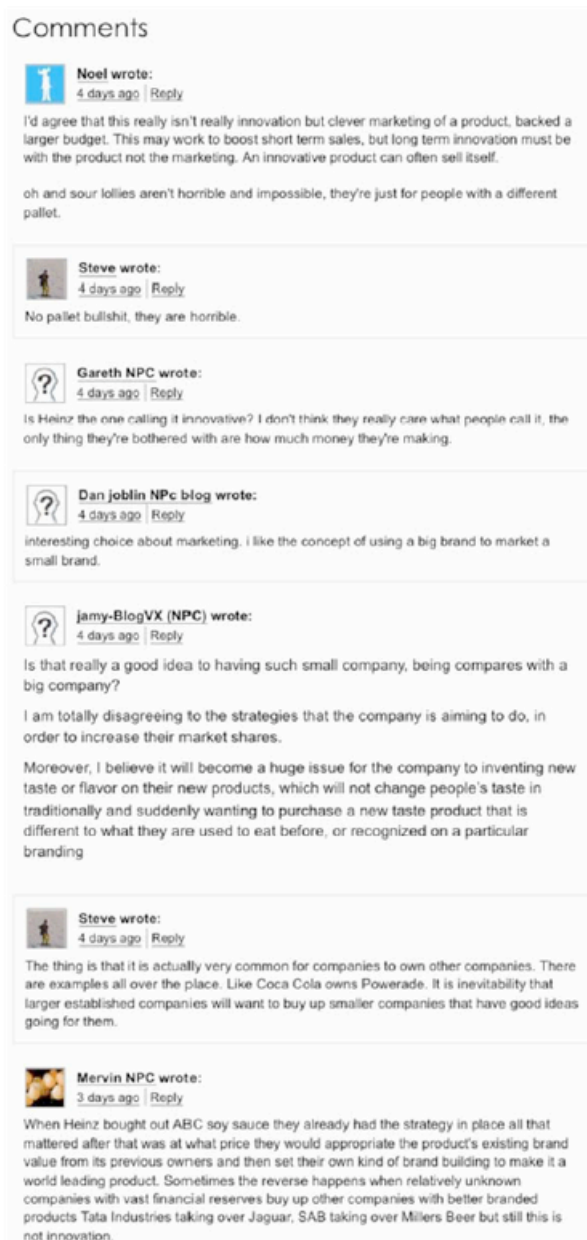 Comments
Noel wrote:
4 days ago | Reply
I'd agree that this really isn't really innovation but clever marketing of a product, backed a
larger budget. This may work to boost short term sales, but long term innovation must be
with the product not the marketing. An innovative product can often sell itself.
oh and sour lollies aren't horrible and impossible, they're just for people with a different
pallet.
Steve wrote:
4 days ago | Reply
No pallet bullshit, they are horrible.
Gareth NPC wrote:
4 days ago | Reply
Is Heinz the one calling it innovative? I don't think they really care what people call it, the
only thing they're bothered with are how much money they're making.
Dan joblin NPc blog wrote:
4 days ago | Reply
interesting choice about marketing. i like the concept of using a big brand to market a
small brand.
jamy-BlogVX (NPC) wrote:
4 days ago | Reply
Is that really a good idea to having such small company, being compares with a
big company?
I am totally disagreeing to the strategies that the company is aiming to do, in
order to increase their market shares.
Moreover, I believe it will become a huge issue for the company to inventing new
taste or flavor on their new products, which will not change people's taste in
traditionally and suddenly wanting to purchase a new taste product that is
different to what they are used to eat before, or recognized on a particular
branding
Steve wrote:
4 days ago | Reply
The thing is that it is actually very common for companies to own other companies. There
are examples all over the place. Like Coca Cola owns Powerade. It is inevitability that
larger established companies will want to buy up smaller companies that have good ideas
going for them.
Mervin NPC wrote:
3 days ago | Reply
When Heinz bought out ABC soy sauce they already had the strategy in place all that
mattered after that was at what price they would appropriate the product's existing brand
value from its previous owners and then set their own kind of brand building to make it a
world leading product. Sometimes the reverse happens when relatively unknown
companies with vast financial reserves buy up other companies with better branded
products Tata Industries taking over Jaguar, SAB taking over Millers Beer but still this is
not innovation.